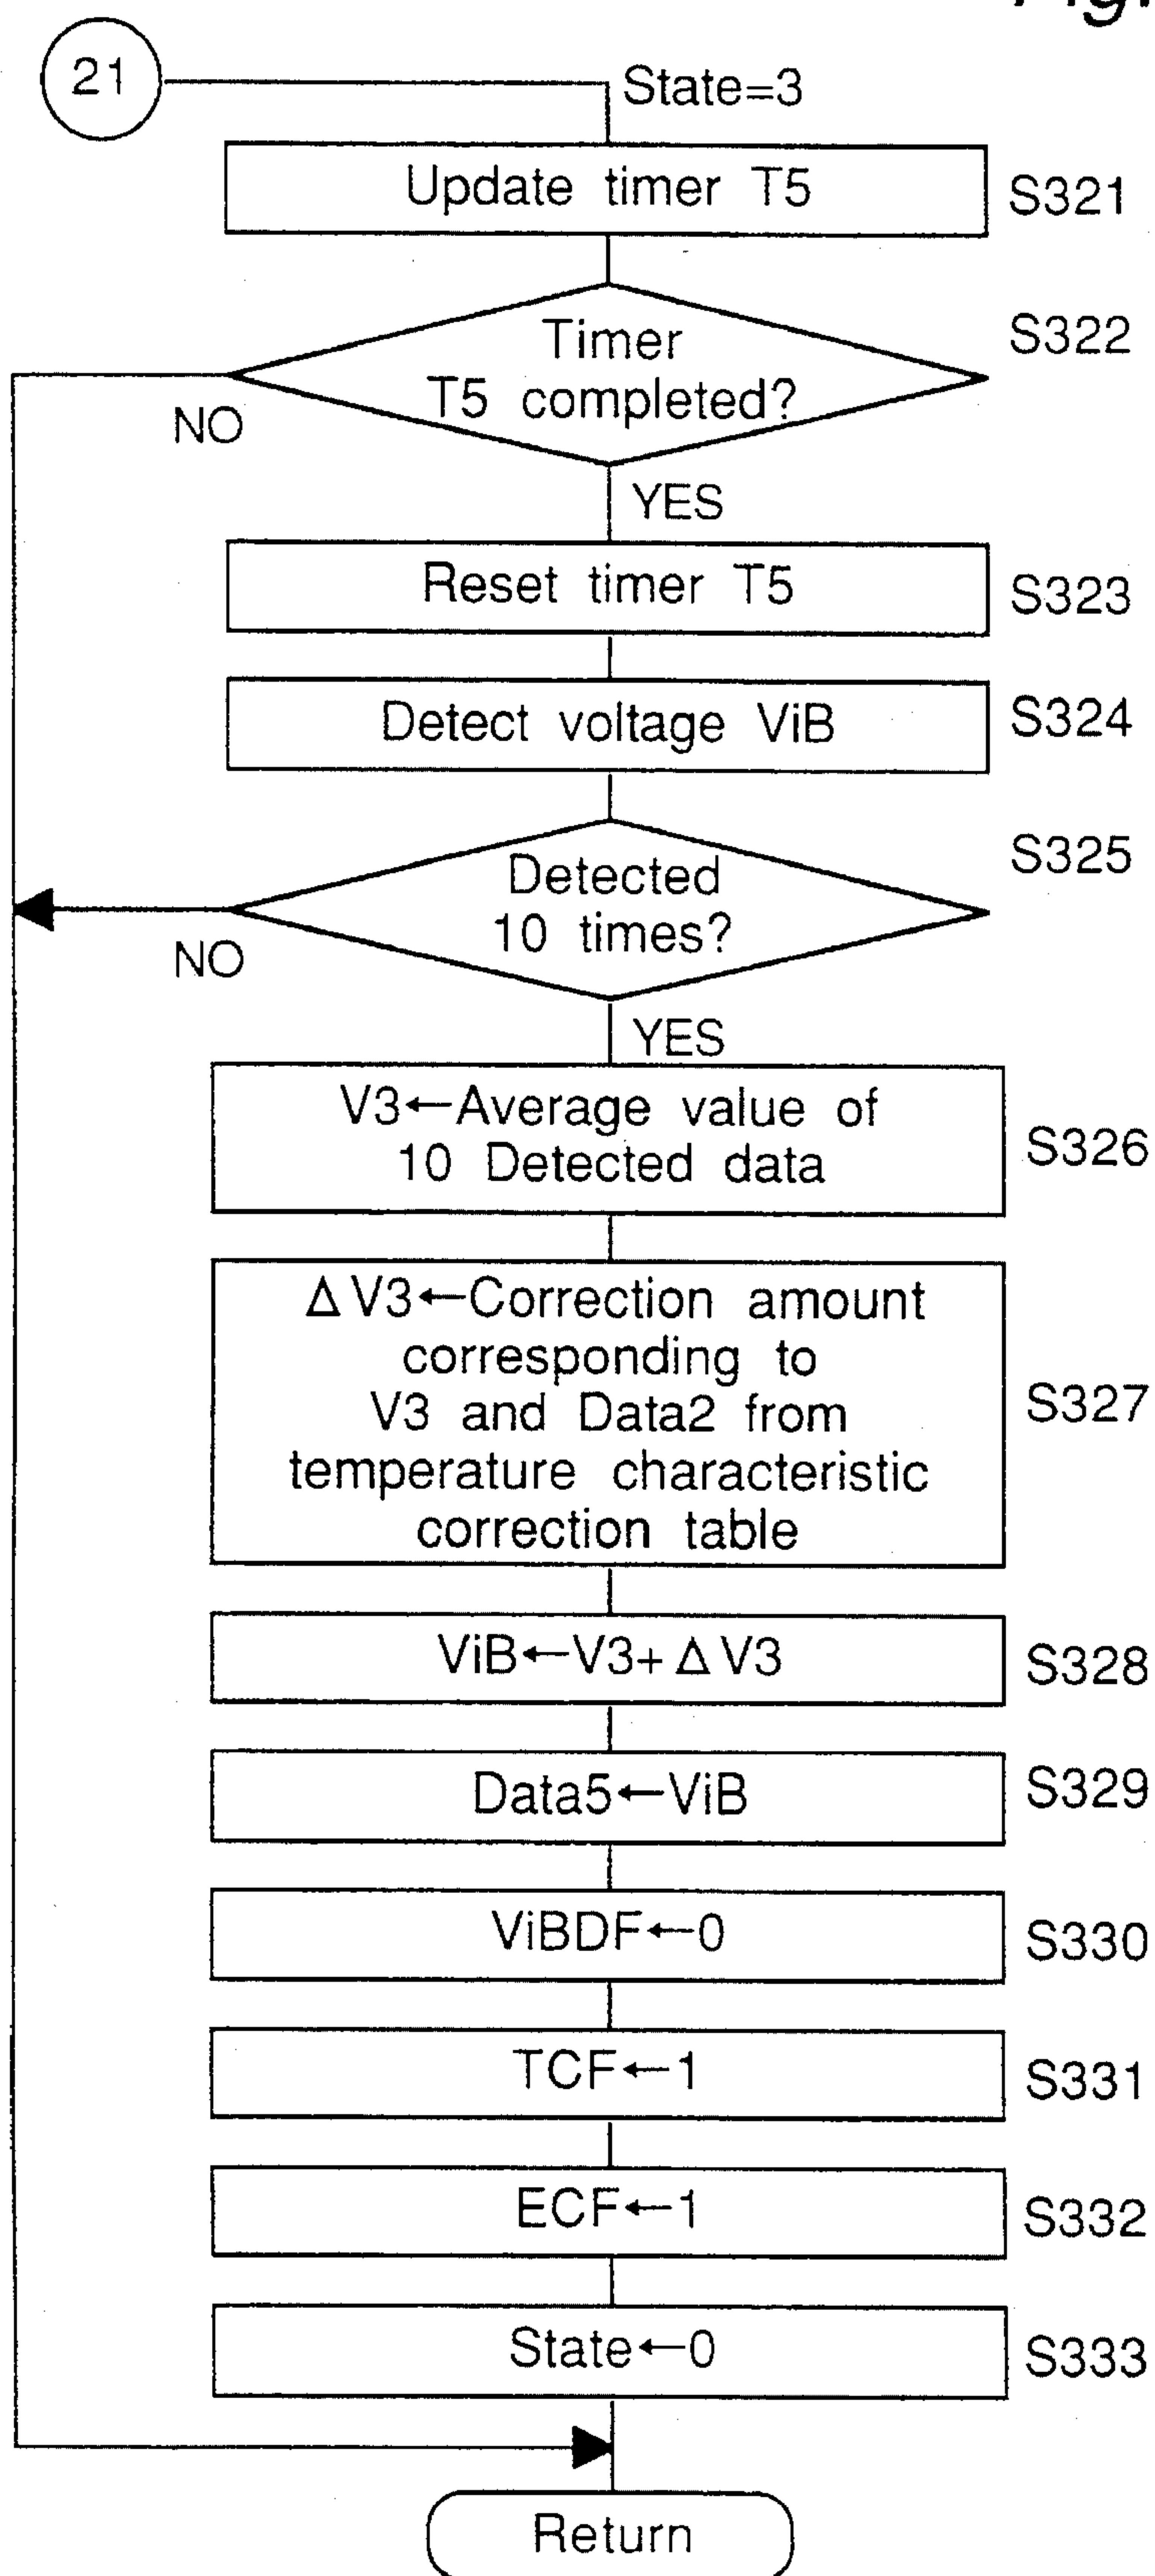 Fig.
21
State=3
Update timer T5
S321
Timer
T5 completed?
S322
NO
YES
Reset timer T5
S323
Detect voltage ViB
S324
Detected
10 times?
S325
NO
YES
V3←Average value of
10 Detected data
S326
ΔV3←Correction amount
corresponding to
V3 and Data2 from
temperature characteristic
correction table
S327
ViB←V3+ΔV3
S328
Data5←ViB
S329
ViBDF←0
S330
TCF←1
S331
ECF←1
S332
State←0
S333
Return